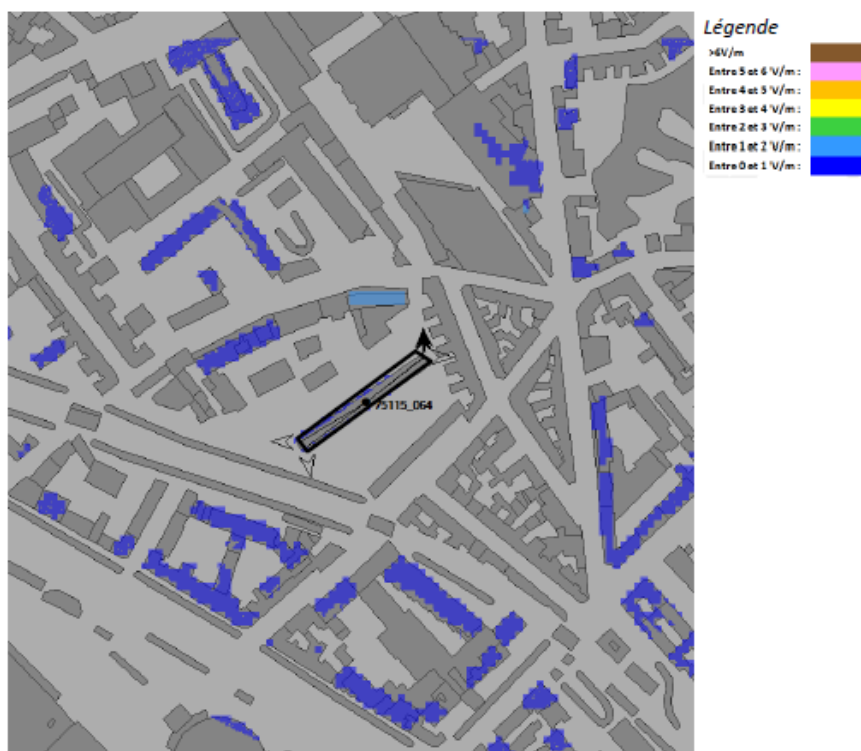 Légende
>6V/m
Entre 5 et 6 V/m :
Entre 4 et 5 V/m :
Entre 3 et 4 V/m :
Entre 2 et 3 V/m :
Entre 1 et 2 V/m :
Entre 0 et 1 V/m :
75115_064